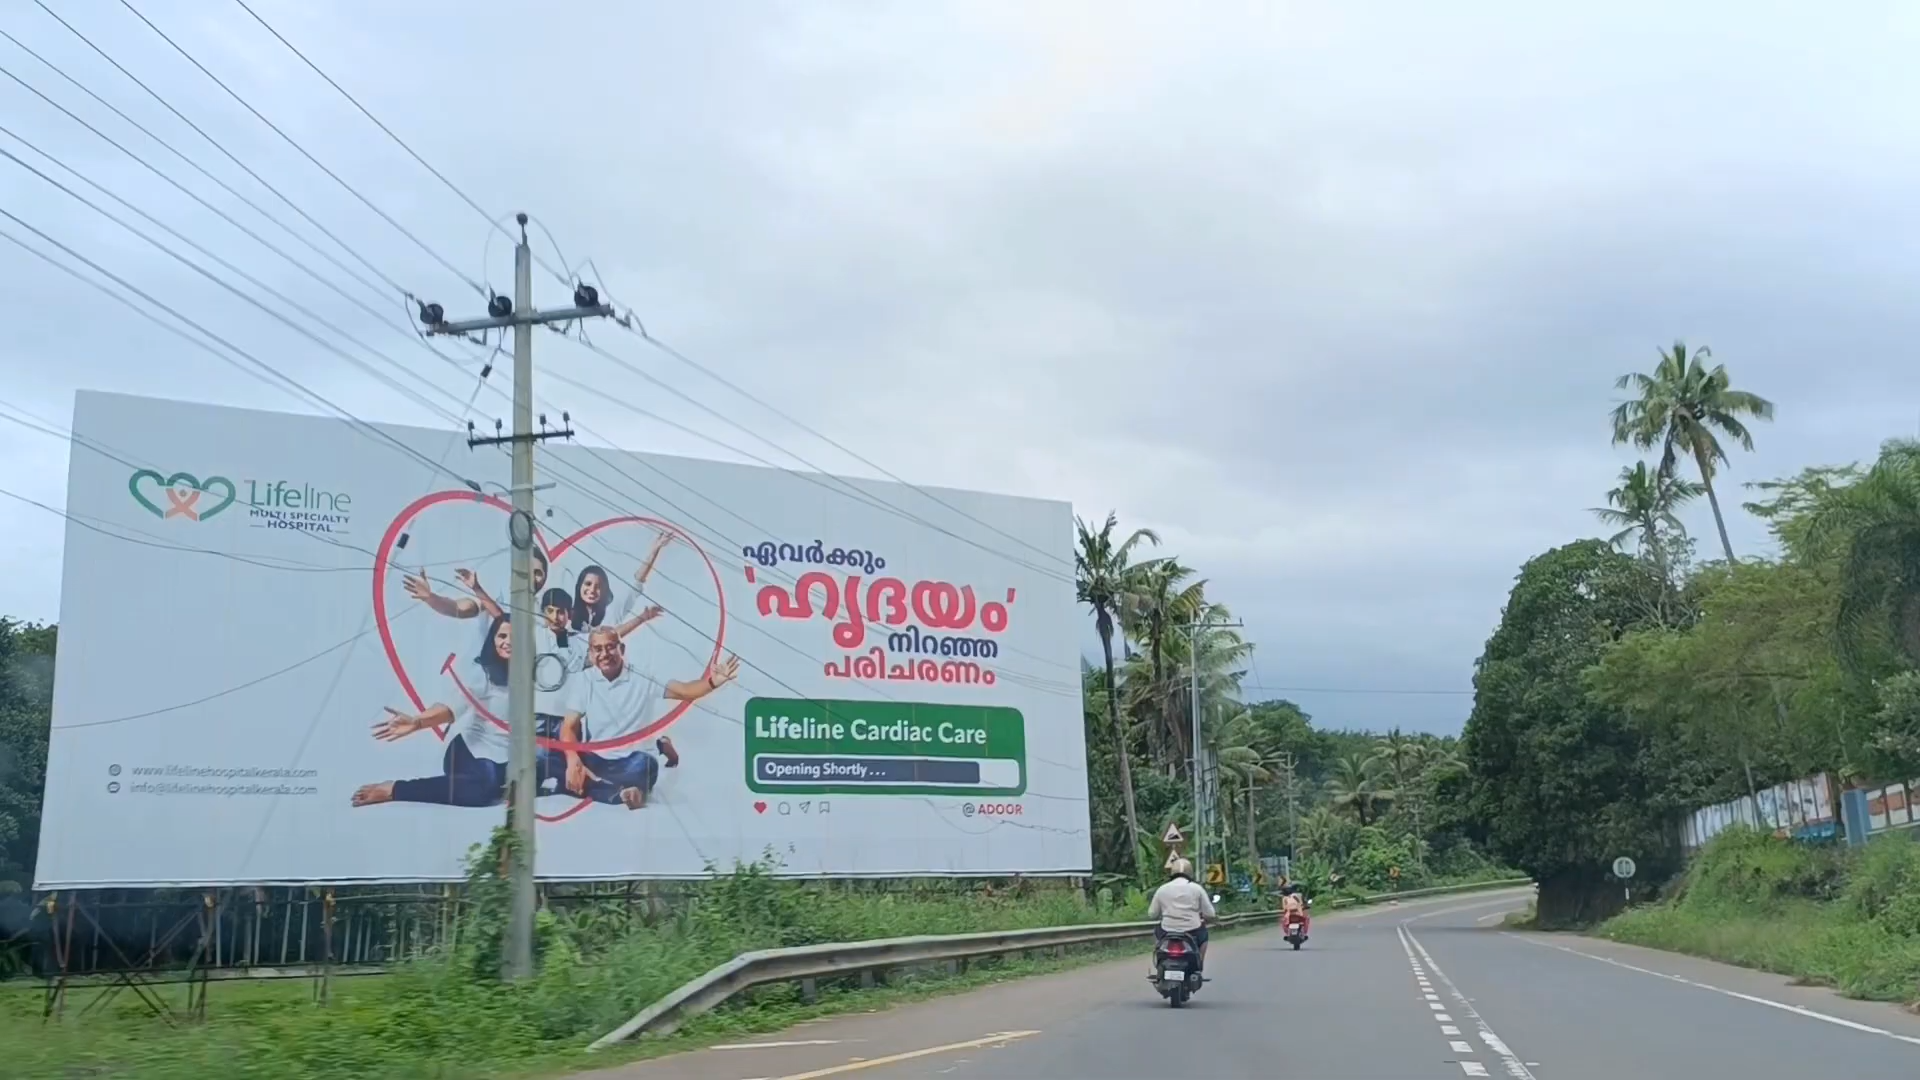 Lifeline
MULTI SPECIALTY
HOSPITAL
ഏവർക്കും
'ഹൃദയം'
നിറഞ്ഞ
പരിചരണം
Lifeline Cardiac Care
Opening Shortly...
@ ADOOR
www.lifelinehospitalkerala.com
info@lifelinehospitalkerala.com